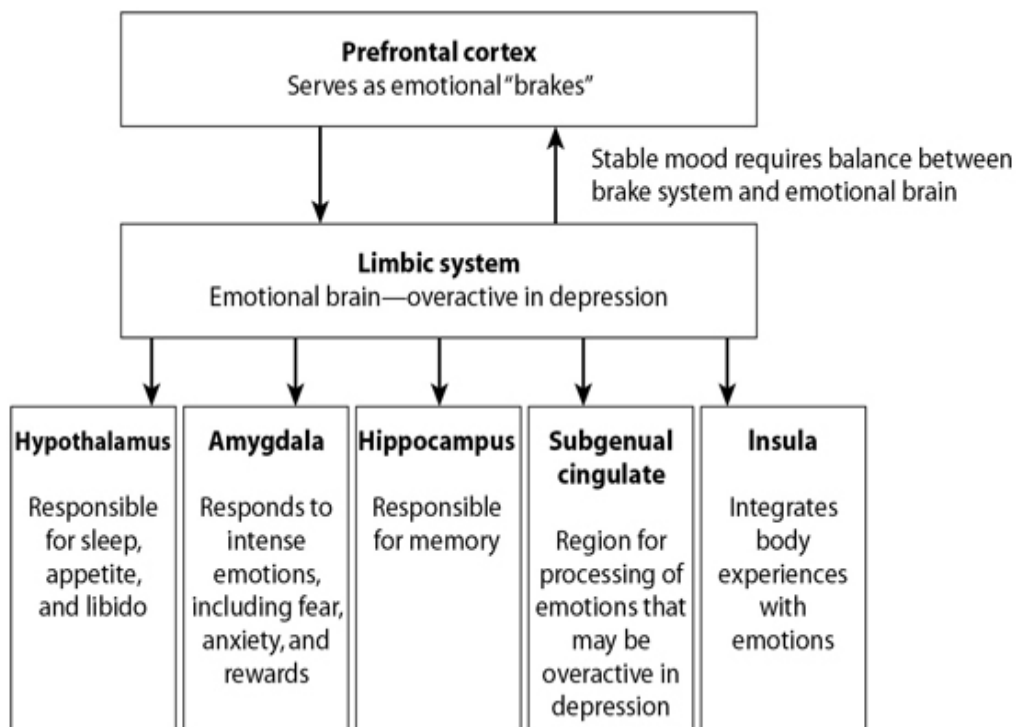 Prefrontal cortex
Serves as emotional “brakes”
Stable mood requires balance between
brake system and emotional brain
Limbic system
Emotional brain—overactive in depression
Hypothalamus
Responsible
for sleep,
appetite,
and libido
Amygdala
Responds to
intense
emotions,
including fear,
anxiety, and
rewards
Hippocampus
Responsible
for memory
Subgenual
cingulate
Region for
processing of
emotions that
may be
overactive in
depression
Insula
Integrates
body
experiences
with
emotions